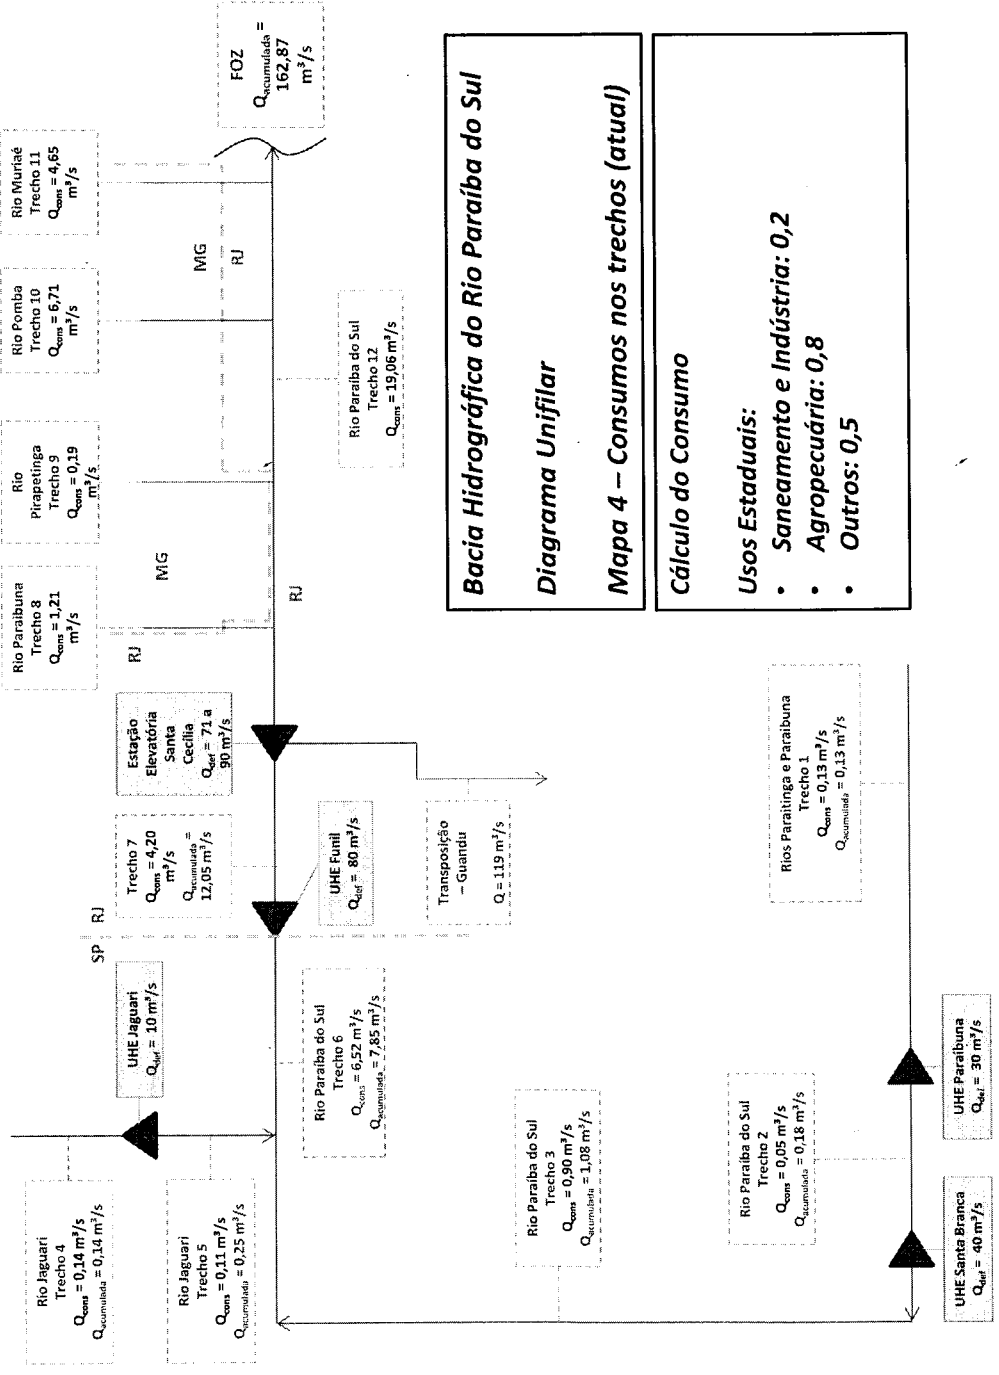 Rio Jaguari
Trecho 4
Qcons = 0,14 m³/s
Qacumulada = 0,14 m³/s
Rio Jaguari
Trecho 5
Qcons = 0,11 m³/s
Qacumulada = 0,25 m³/s
UHE Jaguari
Qdef = 10 m³/s
SP
RJ
Trecho 7
Qcons = 4,20
m³/s
Qacumulada =
12,05 m³/s
Estação
Elevatória
Santa
Cecília
Qdef = 71 a
90 m³/s
RJ
Rio Paraibuna
Trecho 8
Qcons = 1,21
m³/s
MG
RJ
Rio
Pirapetinga
Trecho 9
Qcons = 0,19
m³/s
Rio Pomba
Trecho 10
Qcons = 6,71
m³/s
Rio Muriaé
Trecho 11
Qcons = 4,65
m³/s
MG
RJ
FOZ
Qacumulada =
162,87
m³/s
Rio Paraíba do Sul
Trecho 6
Qcons = 6,52 m³/s
Qacumulada = 7,85 m³/s
UHE Funil
Qdef = 80 m³/s
Transposição
– Guandu
Q = 119 m³/s
Rio Paraíba do Sul
Trecho 12
Qcons = 19,06 m³/s
Rio Paraíba do Sul
Trecho 3
Qcons = 0,90 m³/s
Qacumulada = 1,08 m³/s
Rio Paraíba do Sul
Trecho 2
Qcons = 0,05 m³/s
Qacumulada = 0,18 m³/s
Rios Paraitinga e Paraibuna
Trecho 1
Qcons = 0,13 m³/s
Qacumulada = 0,13 m³/s
UHE Santa Branca
Qdef = 40 m³/s
UHE Paraibuna
Qdef = 30 m³/s
Bacia Hidrográfica do Rio Paraíba do Sul
Diagrama Unifilar
Mapa 4 – Consumos nos trechos (atual)
Cálculo do Consumo
Usos Estaduais:
• Saneamento e Indústria: 0,2
• Agropecuária: 0,8
• Outros: 0,5